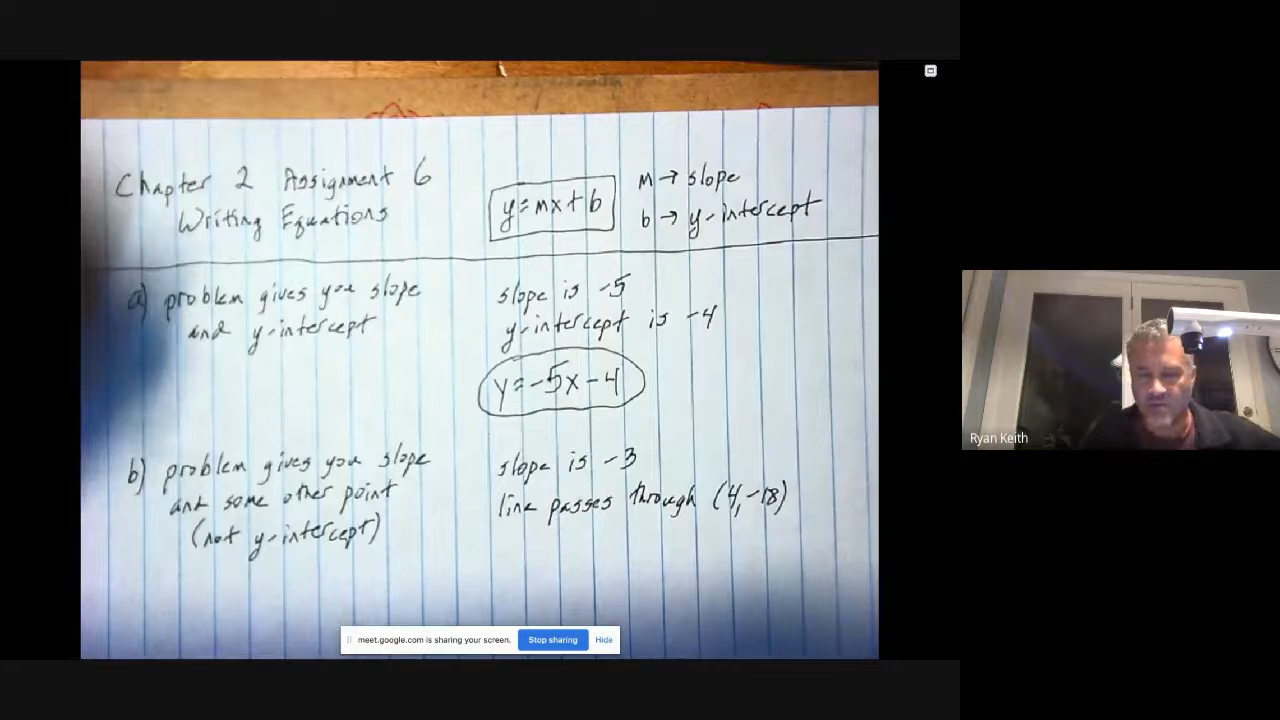 Chapter 2 Assignment 6
Writing Equations
y=mx+b
m → slope
b → y-intercept
a) problem gives you slope
and y-intercept
slope is -5
y-intercept is -4
y=-5x-4
b) problem gives you slope
and some other point
(not y-intercept)
slope is -3
line passes through (4,-18)
Ryan Keith
meet.google.com is sharing your screen.
Stop sharing
Hide